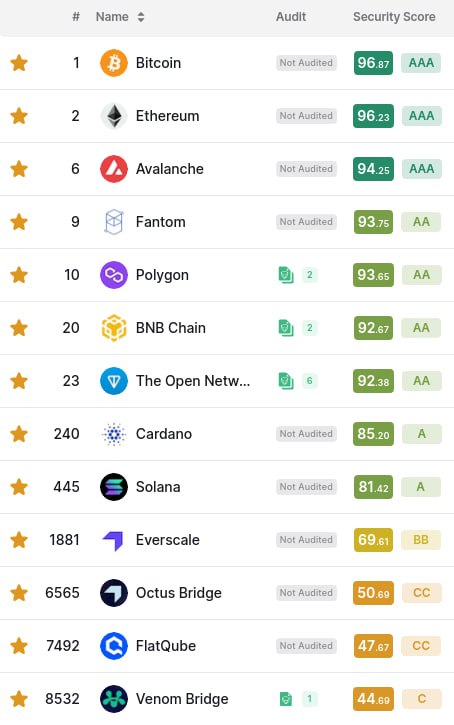 # Name Audit Security Score
1 Bitcoin Not Audited 96.87 AAA
2 Ethereum Not Audited 96.23 AAA
6 Avalanche Not Audited 94.25 AAA
9 Fantom Not Audited 93.75 AA
10 Polygon 2 93.65 AA
20 BNB Chain 2 92.67 AA
23 The Open Netw... 6 92.38 AA
240 Cardano Not Audited 85.20 A
445 Solana Not Audited 81.42 A
1881 Everscale Not Audited 69.61 BB
6565 Octus Bridge Not Audited 50.69 CC
7492 FlatQube Not Audited 47.67 CC
8532 Venom Bridge 1 44.69 C